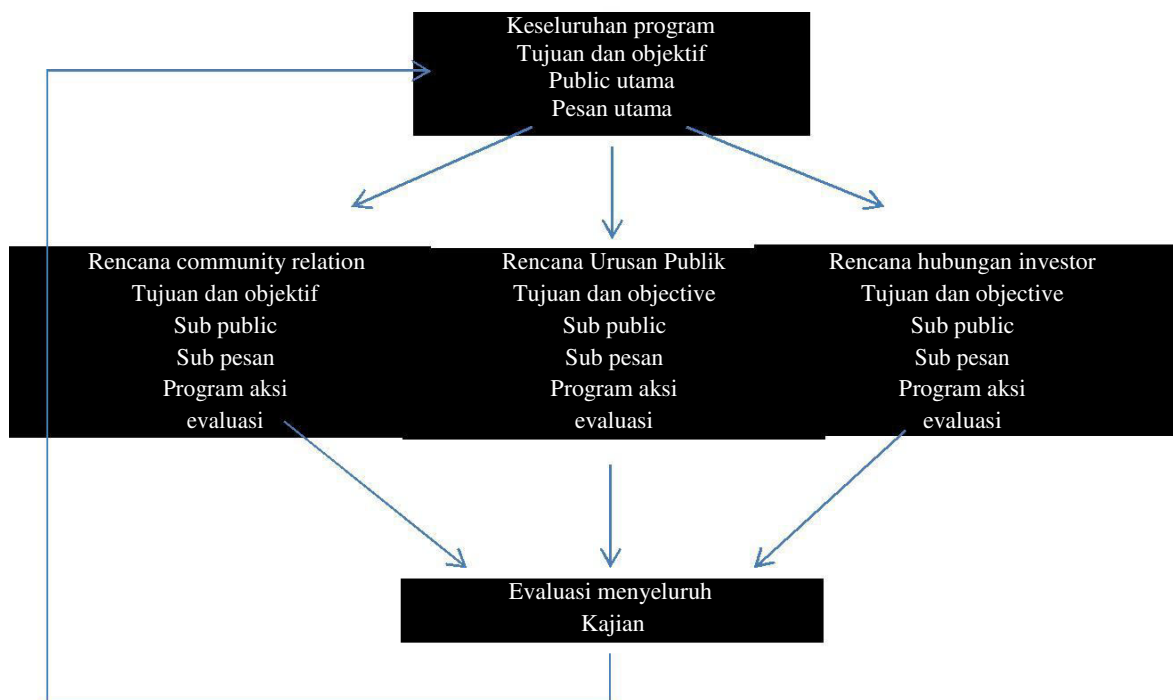 Keseluruhan program
Tujuan dan objektif
Public utama
Pesan utama
Rencana community relation
Tujuan dan objektif
Sub public
Sub pesan
Program aksi
evaluasi
Rencana Urusan Publik
Tujuan dan objective
Sub public
Sub pesan
Program aksi
evaluasi
Rencana hubungan investor
Tujuan dan objective
Sub public
Sub pesan
Program aksi
evaluasi
Evaluasi menyeluruh
Kajian